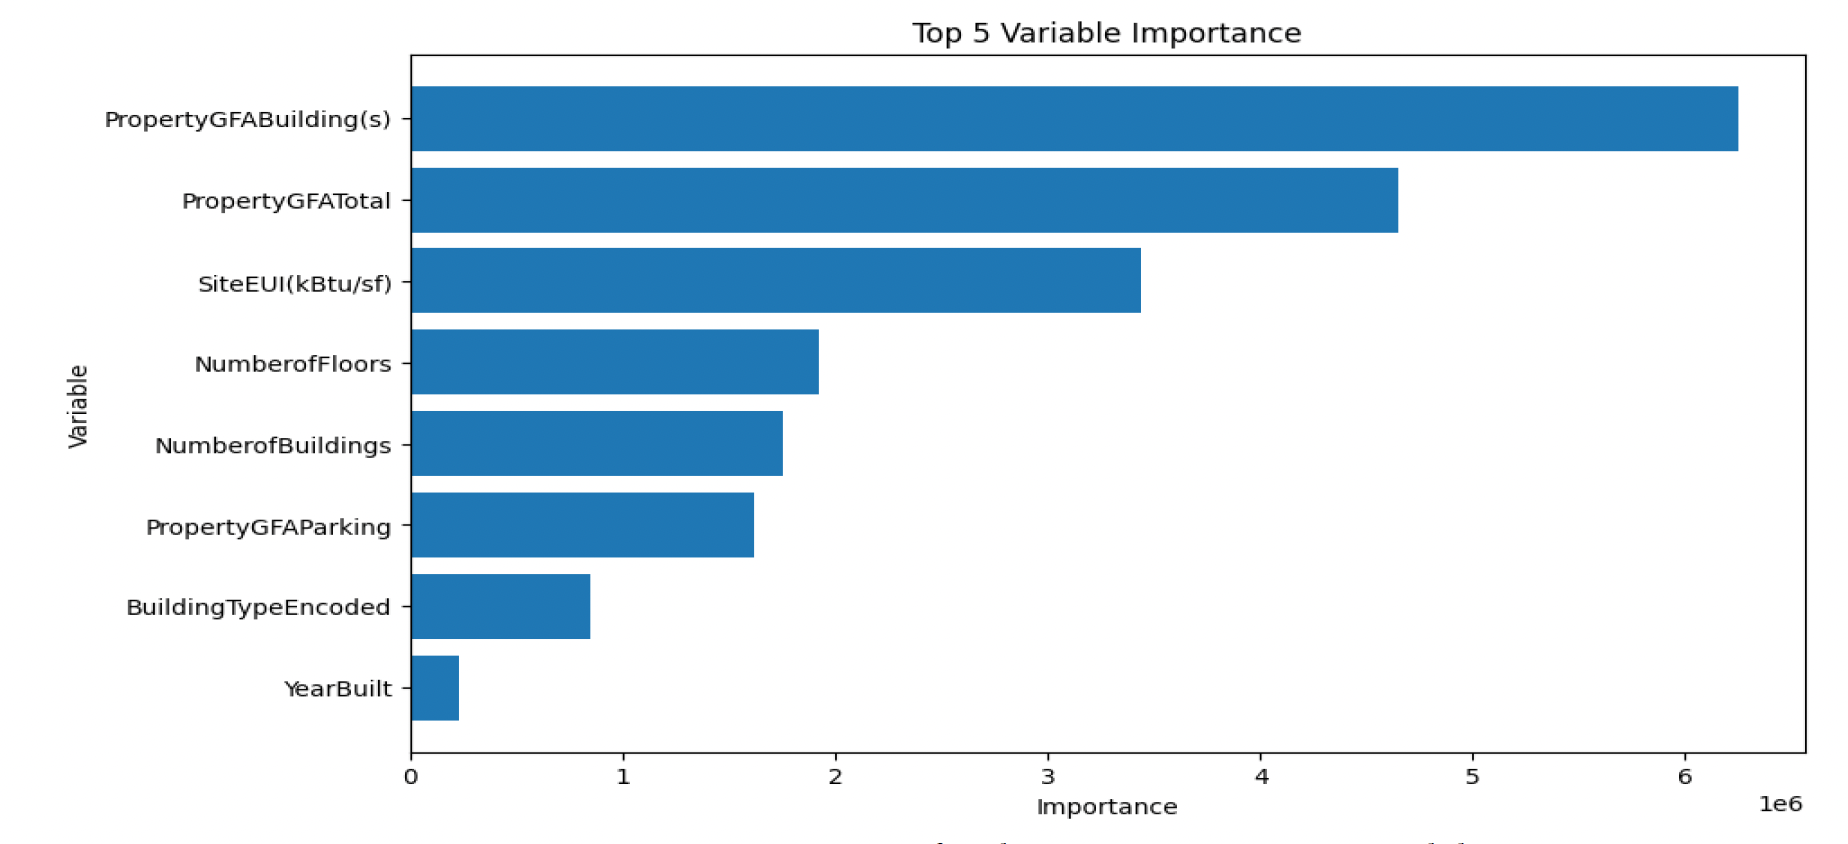 Top 5 Variable Importance
PropertyGFABuilding(s)
PropertyGFATotal
SiteEUI(kBtu/sf)
NumberofFloors
NumberofBuildings
PropertyGFAParking
BuildingTypeEncoded
YearBuilt
Variable
0 1 2 3 4 5 6
1e6
Importance